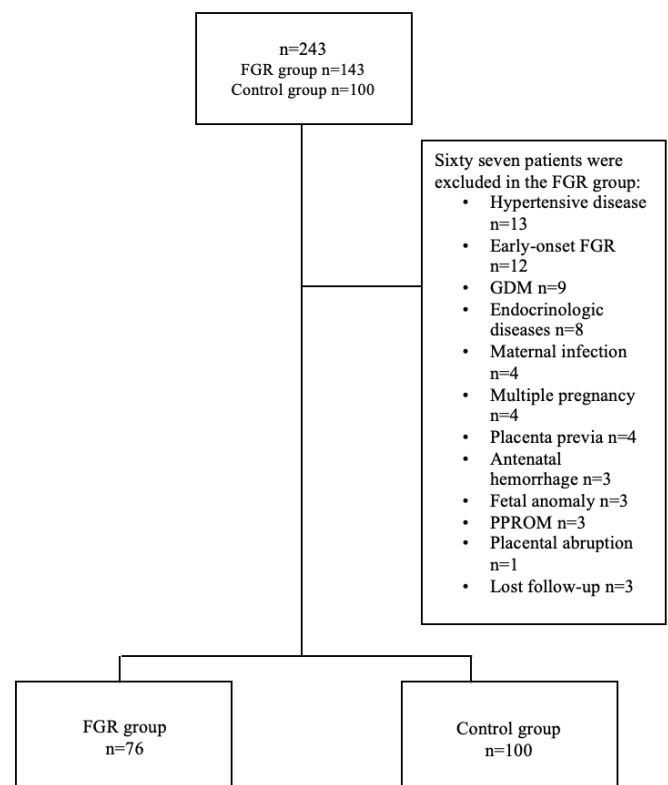 n=243
FGR group n=143
Control group n=100
Sixty seven patients were
excluded in the FGR group:
• Hypertensive disease
n=13
• Early-onset FGR
n=12
• GDM n=9
• Endocrinologic
diseases n=8
• Maternal infection
n=4
• Multiple pregnancy
n=4
• Placenta previa n=4
• Antenatal
hemorrhage n=3
• Fetal anomaly n=3
• PPROM n=3
• Placental abruption
n=1
• Lost follow-up n=3
FGR group
n=76
Control group
n=100